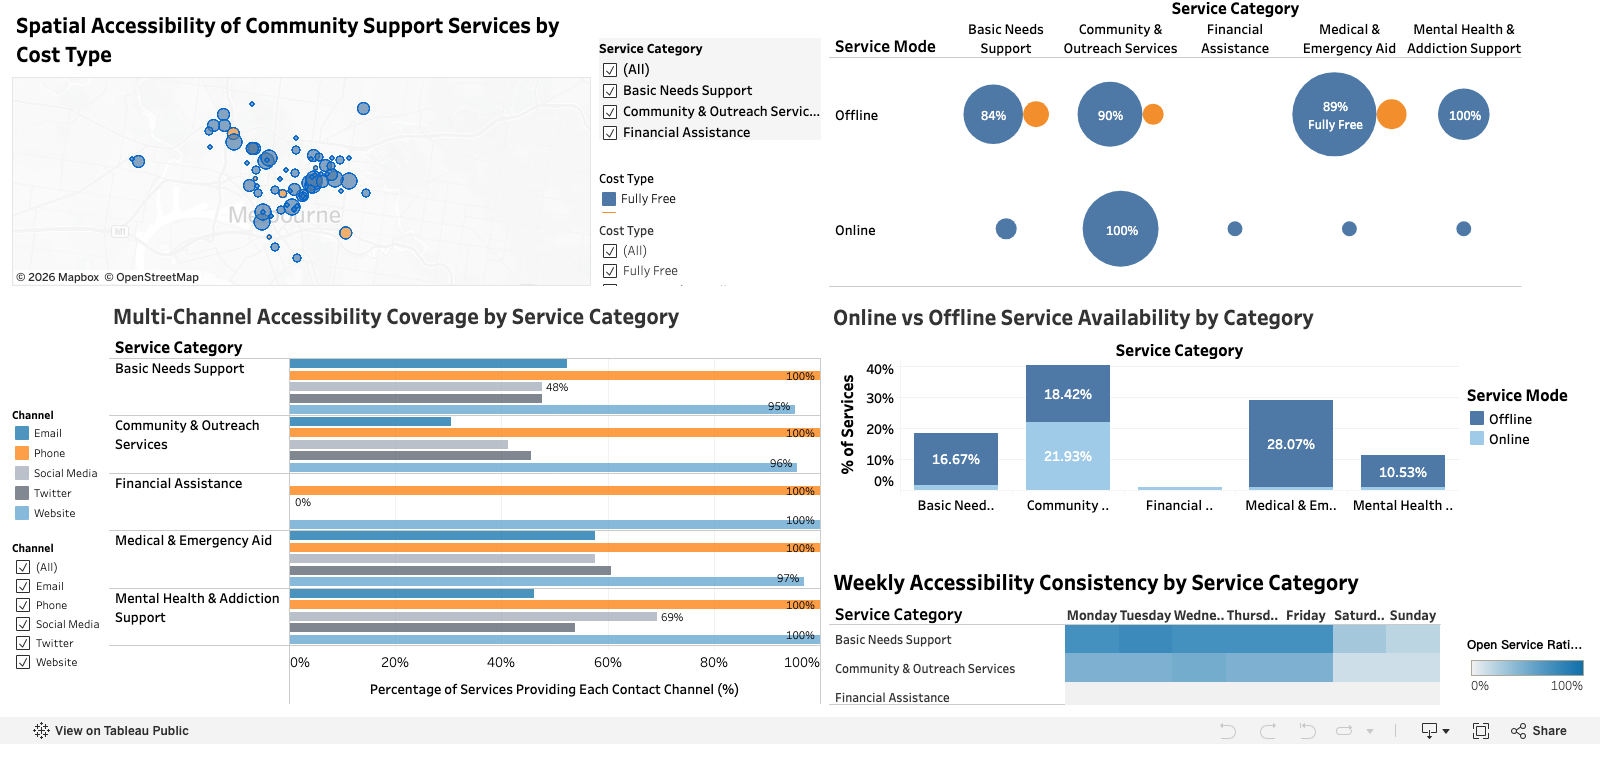 Spatial Accessibility of Community Support Services by
Cost Type
Melbourne
M1
© 2026 Mapbox © OpenStreetMap
Service Category
(All)
Basic Needs Support
Community & Outreach Servic...
Financial Assistance
Cost Type
Fully Free
Cost Type
(All)
Fully Free
Service Category
Service Mode
Basic Needs
Support
Community &
Outreach Services
Financial
Assistance
Medical &
Emergency Aid
Mental Health &
Addiction Support
Offline
84%
90%
89%
Fully Free
100%
Online
100%
Multi-Channel Accessibility Coverage by Service Category
Service Category
Basic Needs Support
100%
48%
95%
Community & Outreach
Services
100%
96%
Financial Assistance
100%
0%
100%
Medical & Emergency Aid
100%
97%
Mental Health & Addiction
Support
100%
69%
100%
0%
20%
40%
60%
80%
100%
Percentage of Services Providing Each Contact Channel (%)
Channel
Email
Phone
Social Media
Twitter
Website
Channel
(All)
Email
Phone
Social Media
Twitter
Website
Online vs Offline Service Availability by Category
Service Category
% of Services
40%
30%
20%
10%
0%
16.67%
18.42%
21.93%
28.07%
10.53%
Basic Need..
Community ..
Financial ..
Medical & Em..
Mental Health ..
Service Mode
Offline
Online
Weekly Accessibility Consistency by Service Category
Service Category
Monday Tuesday Wedne.. Thursd.. Friday Saturd.. Sunday
Basic Needs Support
Community & Outreach Services
Financial Assistance
Open Service Rati...
0%
100%
View on Tableau Public
Share